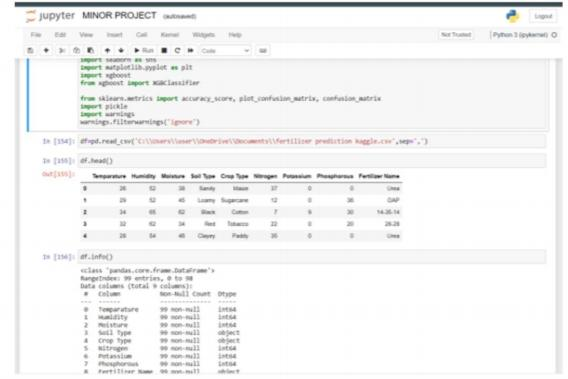 jupyter MINOR PROJECT (autosaved)
Logout
File Edit View Insert Cell Kernel Widgets Help
Not Trusted
Python 3 (ipykernel)
Run
Code
import seaborn as sns
import matplotlib.pyplot as plt
import xgboost
from xgboost import XGBClassifier
from sklearn.metrics import accuracy_score, plot_confusion_matrix, confusion_matrix
import pickle
import warnings
warnings.filterwarnings('ignore')
In [154]: df=pd.read_csv('C:\\Users\\user\\OneDrive\\Documents\\fertilizer prediction kaggle.csv',sep=",")
In [155]: df.head()
Out[155]:
Temparature Humidity Moisture Soil Type Crop Type Nitrogen Potassium Phosphorous Fertilizer Name
0 26 52 38 Sandy Maize 37 0 0 Urea
1 29 52 45 Loamy Sugarcane 12 0 36 DAP
2 34 65 62 Black Cotton 7 9 30 14-35-14
3 32 62 34 Red Tobacco 22 0 20 28-28
4 28 54 46 Clayey Paddy 35 0 0 Urea
In [156]: df.info()
<class 'pandas.core.frame.DataFrame'>
RangeIndex: 99 entries, 0 to 98
Data columns (total 9 columns):
# Column Non-Null Count Dtype
--- ------ -------------- -----
0 Temparature 99 non-null int64
1 Humidity 99 non-null int64
2 Moisture 99 non-null int64
3 Soil Type 99 non-null object
4 Crop Type 99 non-null object
5 Nitrogen 99 non-null int64
6 Potassium 99 non-null int64
7 Phosphorous 99 non-null int64
8 Fertilizer Name 99 non-null object